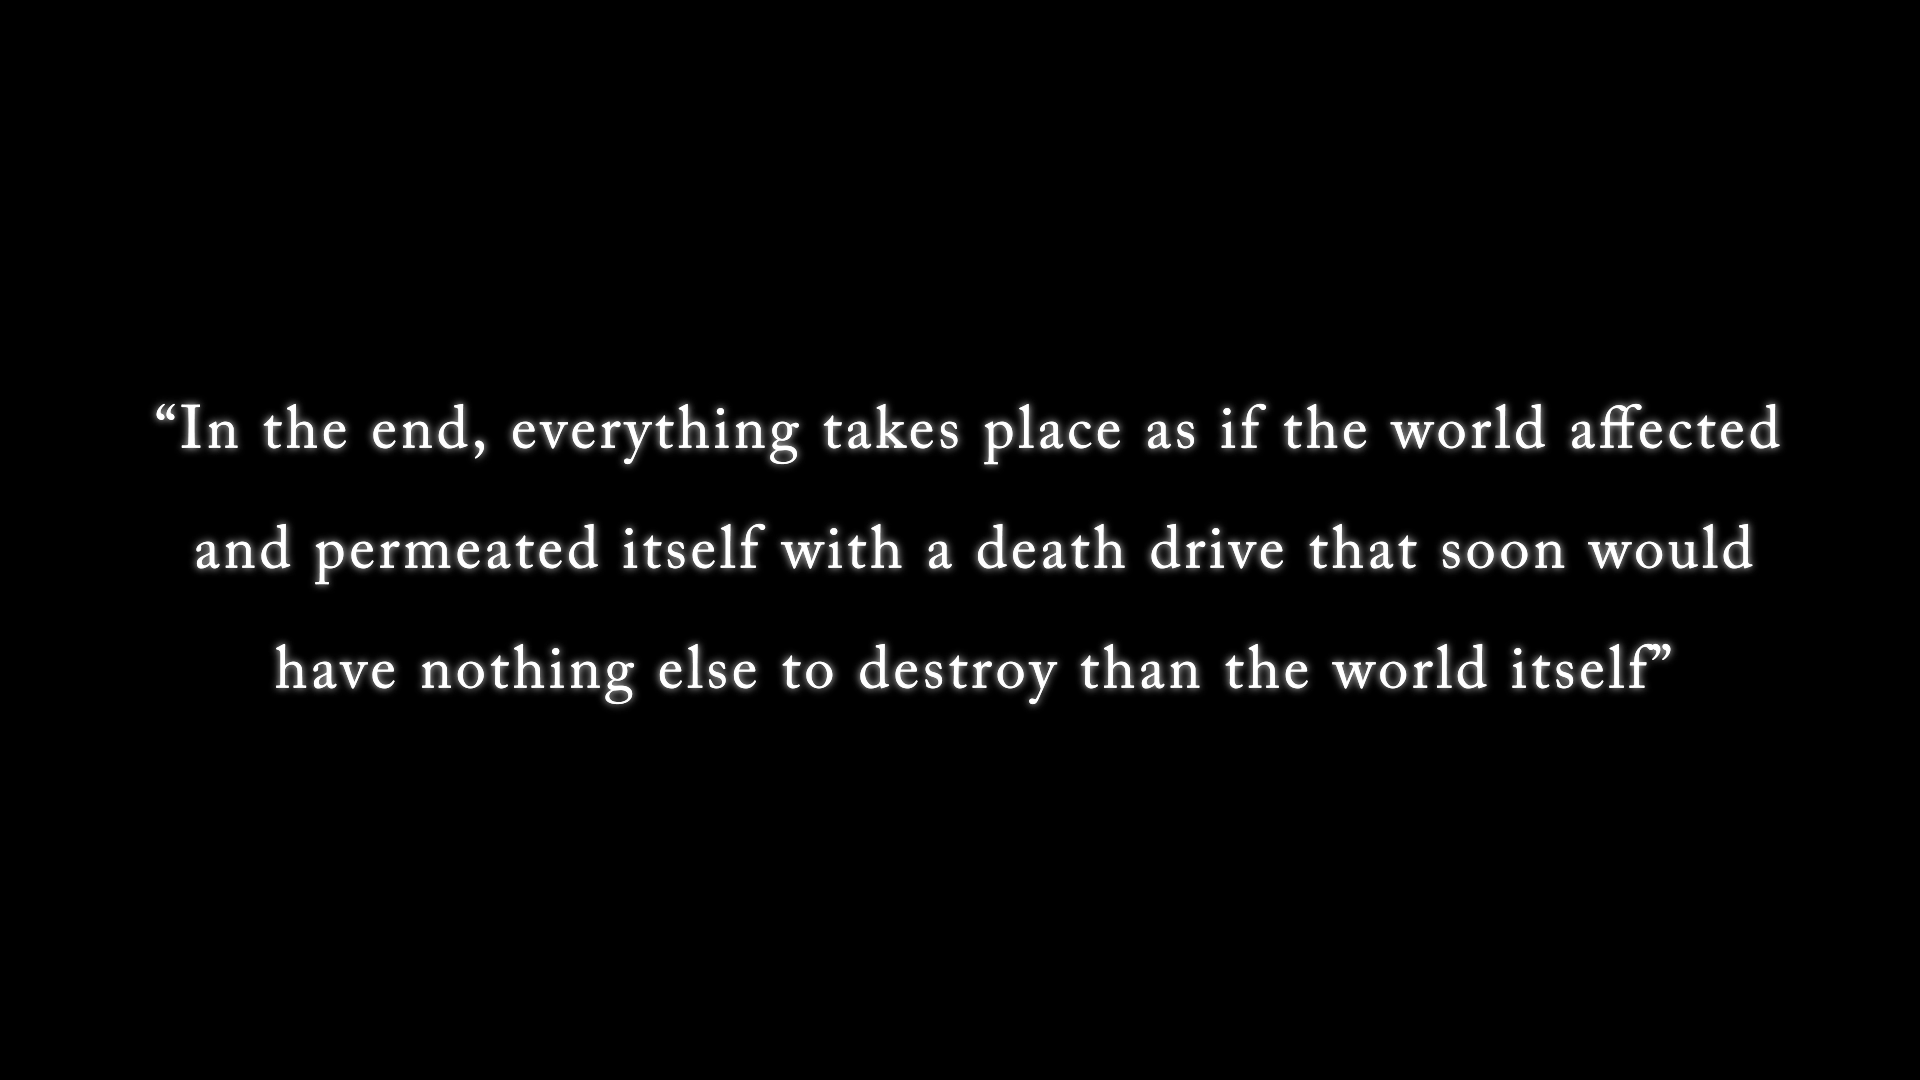 “In the end, everything takes place as if the world affected
and permeated itself with a death drive that soon would
have nothing else to destroy than the world itself”